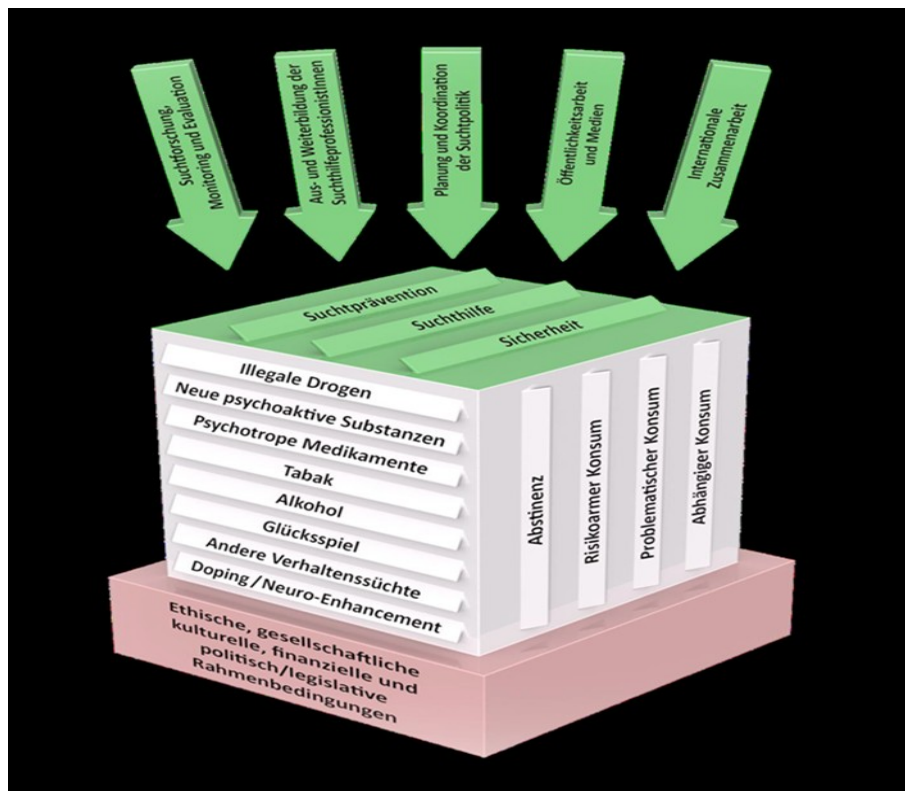 Suchtforschung,
Monitoring und Evaluation
Aus- und Weiterbildung der
SuchthilfeprofessionistInnen
Planung und Koordination
der Suchtpolitik
Öffentlichkeitsarbeit
und Medien
Internationale
Zusammenarbeit
Suchtprävention
Suchthilfe
Sicherheit
Illegale Drogen
Neue psychoaktive Substanzen
Psychotrope Medikamente
Tabak
Alkohol
Glücksspiel
Andere Verhaltenssüchte
Doping/Neuro-Enhancement
Abstinenz
Risikoarmer Konsum
Problematischer Konsum
Abhängiger Konsum
Ethische, gesellschaftliche
kulturelle, finanzielle und
politisch/legislative
Rahmenbedingungen